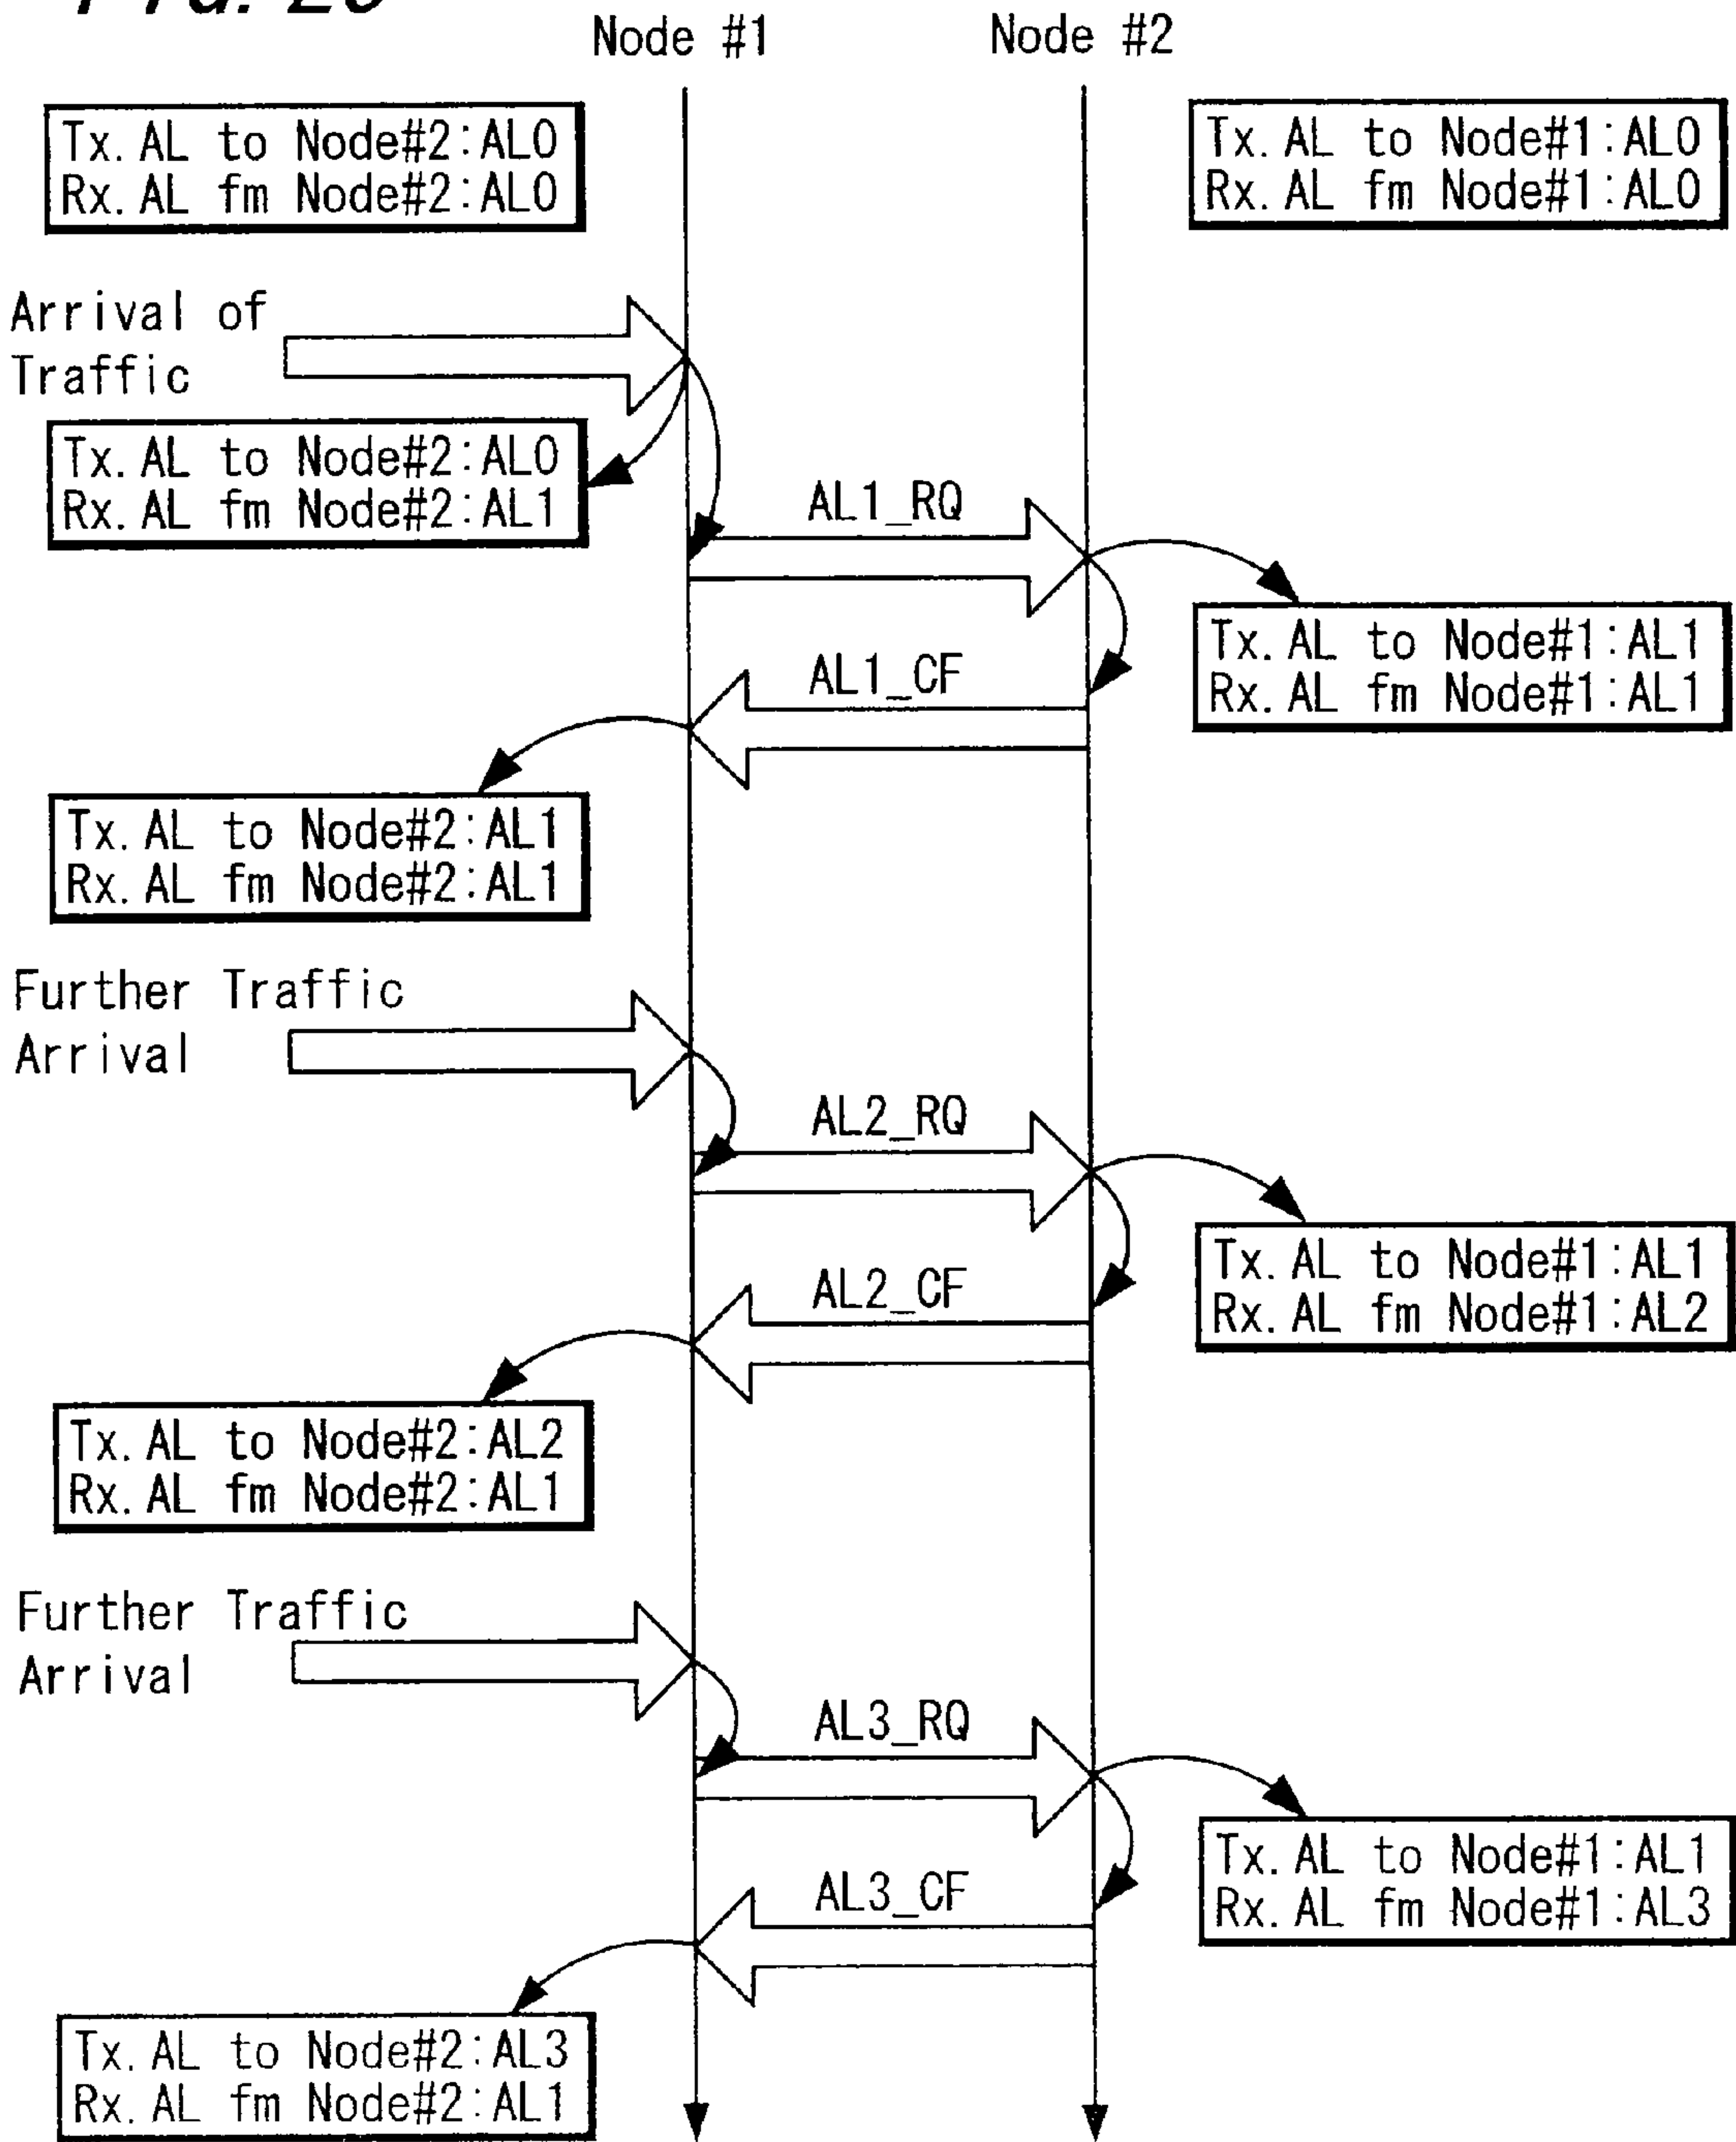 Node #1
Node #2
Tx. AL to Node#2:AL0
Rx. AL fm Node#2:AL0
Tx. AL to Node#1:AL0
Rx. AL fm Node#1:AL0
Arrival of
Traffic
Tx. AL to Node#2:AL0
Rx. AL fm Node#2:AL1
AL1_RQ
Tx. AL to Node#1:AL1
Rx. AL fm Node#1:AL1
AL1_CF
Tx. AL to Node#2:AL1
Rx. AL fm Node#2:AL1
Further Traffic
Arrival
AL2_RQ
Tx. AL to Node#1:AL1
Rx. AL fm Node#1:AL2
AL2_CF
Tx. AL to Node#2:AL2
Rx. AL fm Node#2:AL1
Further Traffic
Arrival
AL3_RQ
Tx. AL to Node#1:AL1
Rx. AL fm Node#1:AL3
AL3_CF
Tx. AL to Node#2:AL3
Rx. AL fm Node#2:AL1